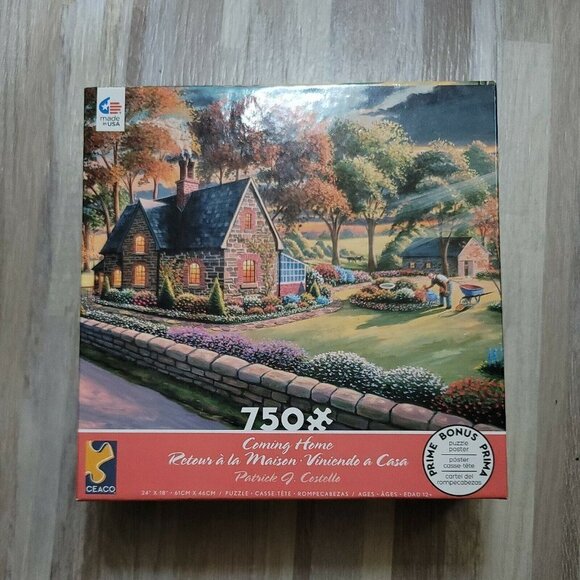 made
in USA
750
Coming Home
Retour à la Maison · Viniendo a Casa
Patrick J. Costello
24" X 18" · 61CM X 46CM / PUZZLE · CASSE-TÊTE · ROMPECABEZAS / AGES · ÂGES · EDAD 12+
CEACO
PRIME BONUS PRIMA
puzzle
poster
póster
casse-tête
cartel del
rompecabezas